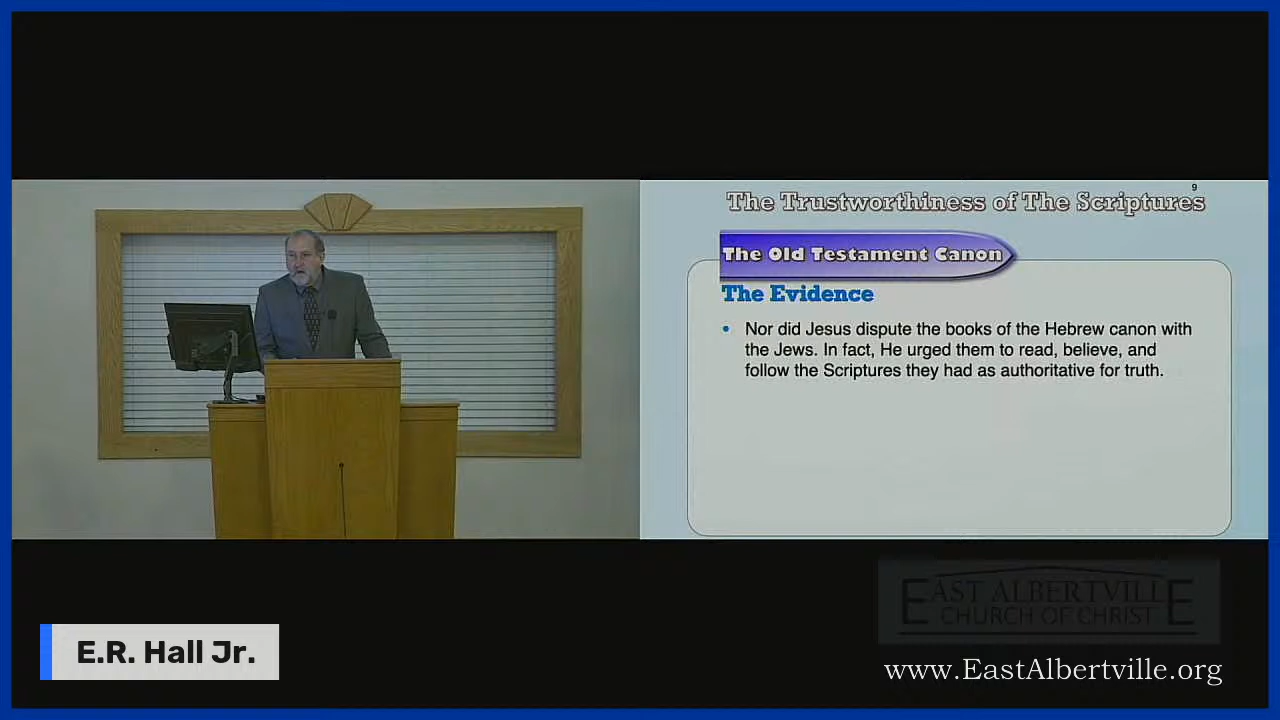 9
The Trustworthiness of The Scriptures
The Old Testament Canon
The Evidence
• Nor did Jesus dispute the books of the Hebrew canon with
the Jews. In fact, He urged them to read, believe, and
follow the Scriptures they had as authoritative for truth.
EAST ALBERTVILLE
CHURCH OF CHRIST
E.R. Hall Jr.
www.EastAlbertville.org